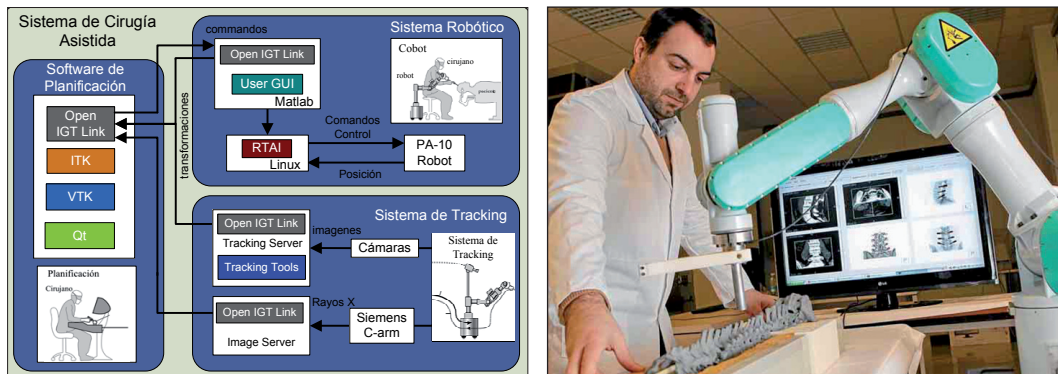 Sistema de Cirugía
Asistida
Software de
Planificación
Open
IGT Link
ITK
VTK
Qt
Planificación
Cirujano
transformaciones
commandos
Sistema Robótico
Open IGT Link
User GUI
Matlab
Cobot
cirujano
robot
paciente
RTAI
Linux
Comandos
Control
Posición
PA-10
Robot
Sistema de Tracking
Open IGT Link
Tracking Server
Tracking Tools
imagenes
Cámaras
Sistema de
Tracking
Open IGT Link
Image Server
Rayos X
Siemens
C-arm
LG